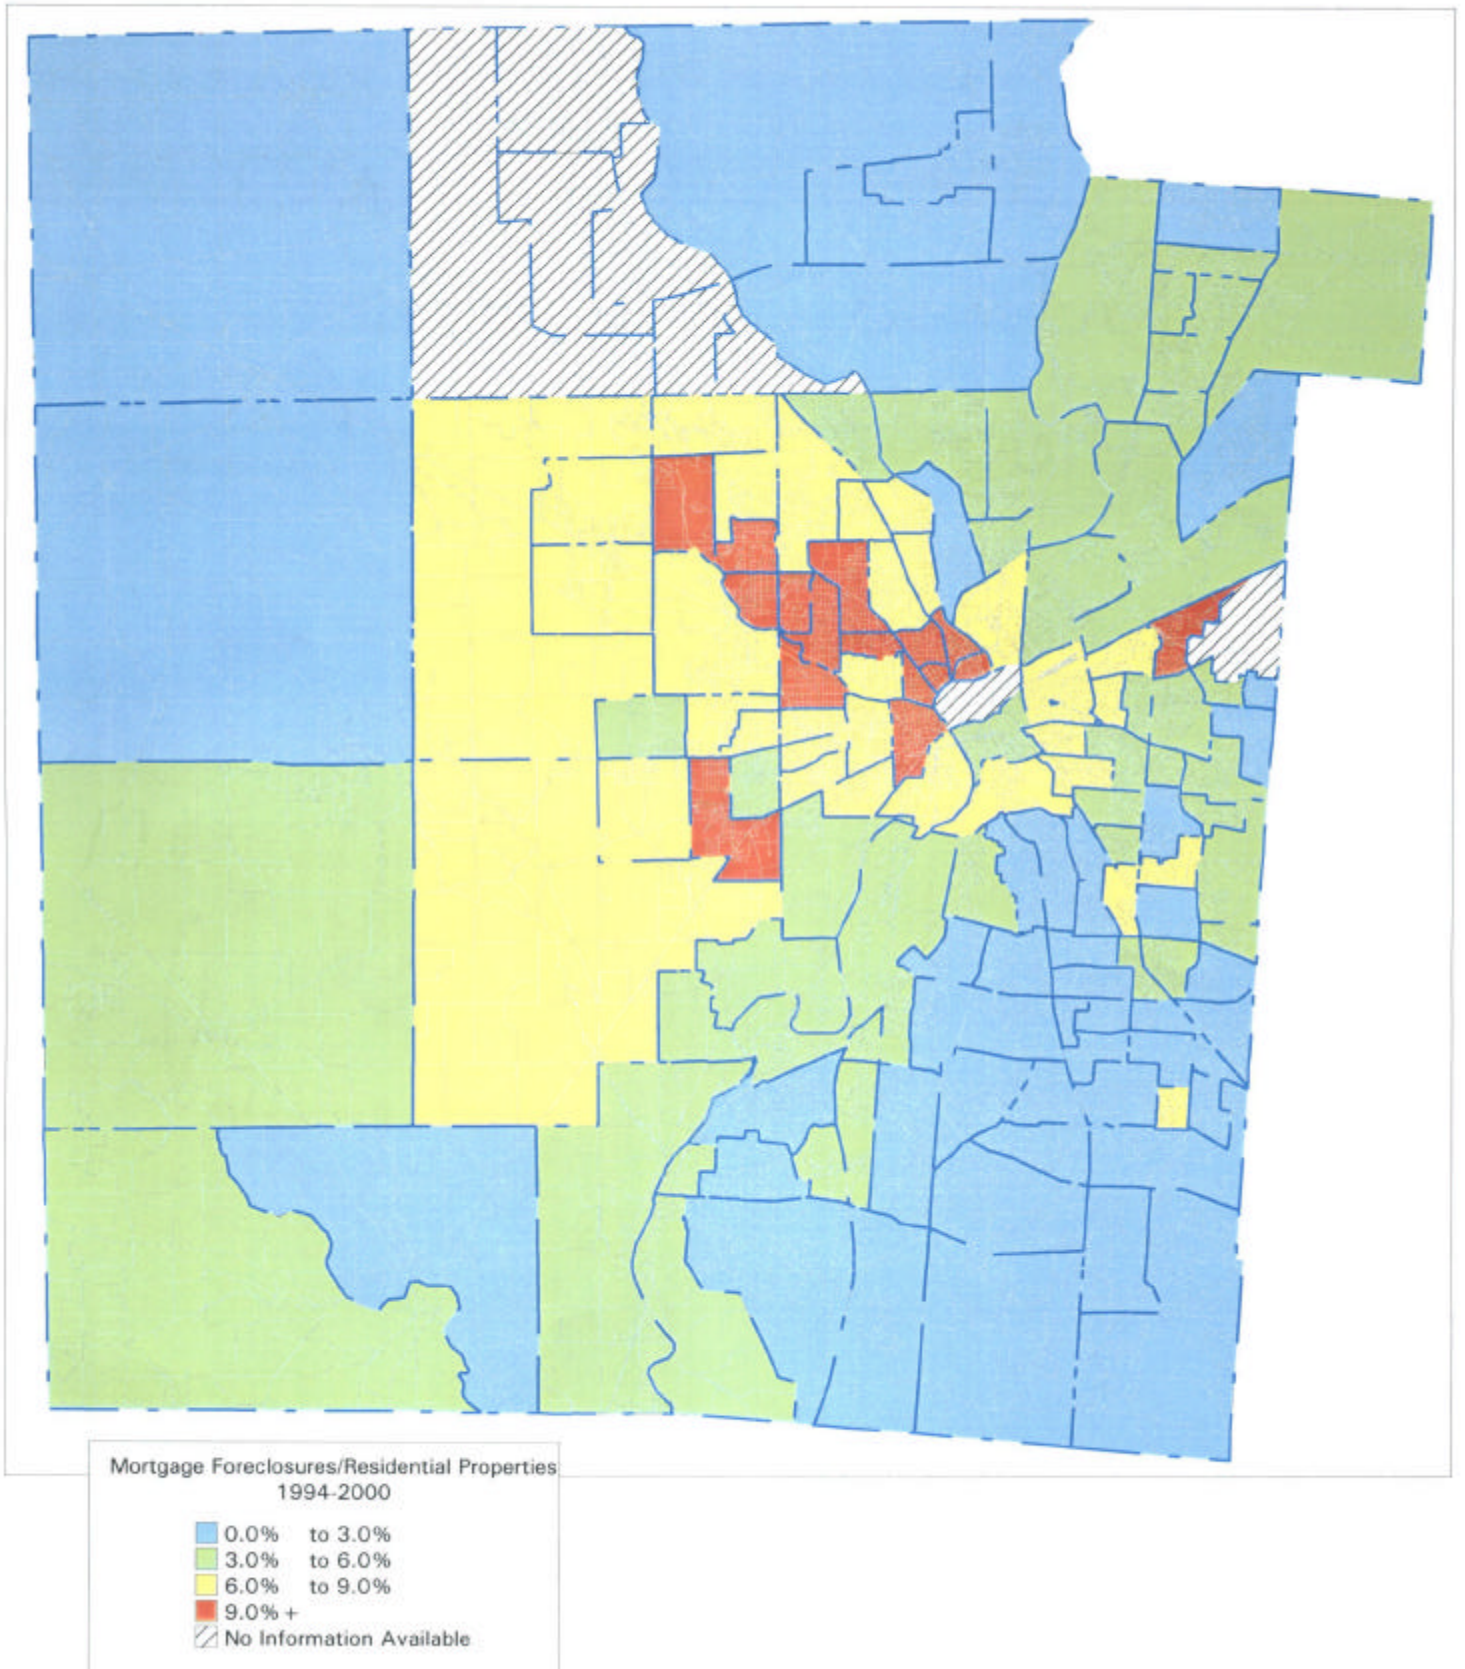 Mortgage Foreclosures/Residential Properties
1994-2000
0.0% to 3.0%
3.0% to 6.0%
6.0% to 9.0%
9.0% +
No Information Available